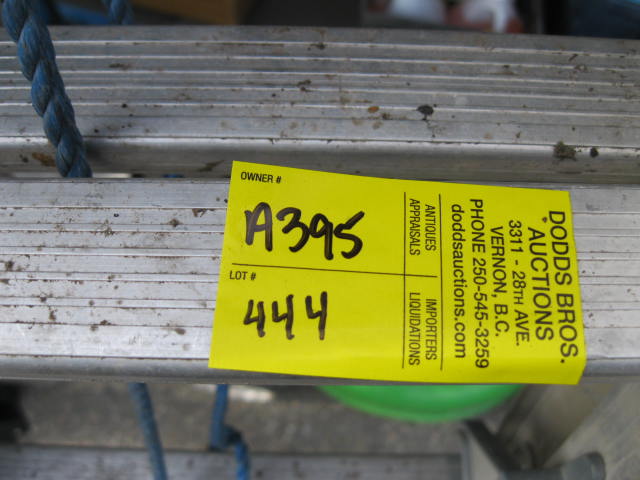 OWNER #
A395
LOT #
444
ANTIQUES
APPRAISALS
IMPORTERS
LIQUIDATIONS
DODDS BROS.
AUCTIONS
3311 - 28TH AVE.
VERNON, B.C.
PHONE 250-545-3259
doddsauctions.com